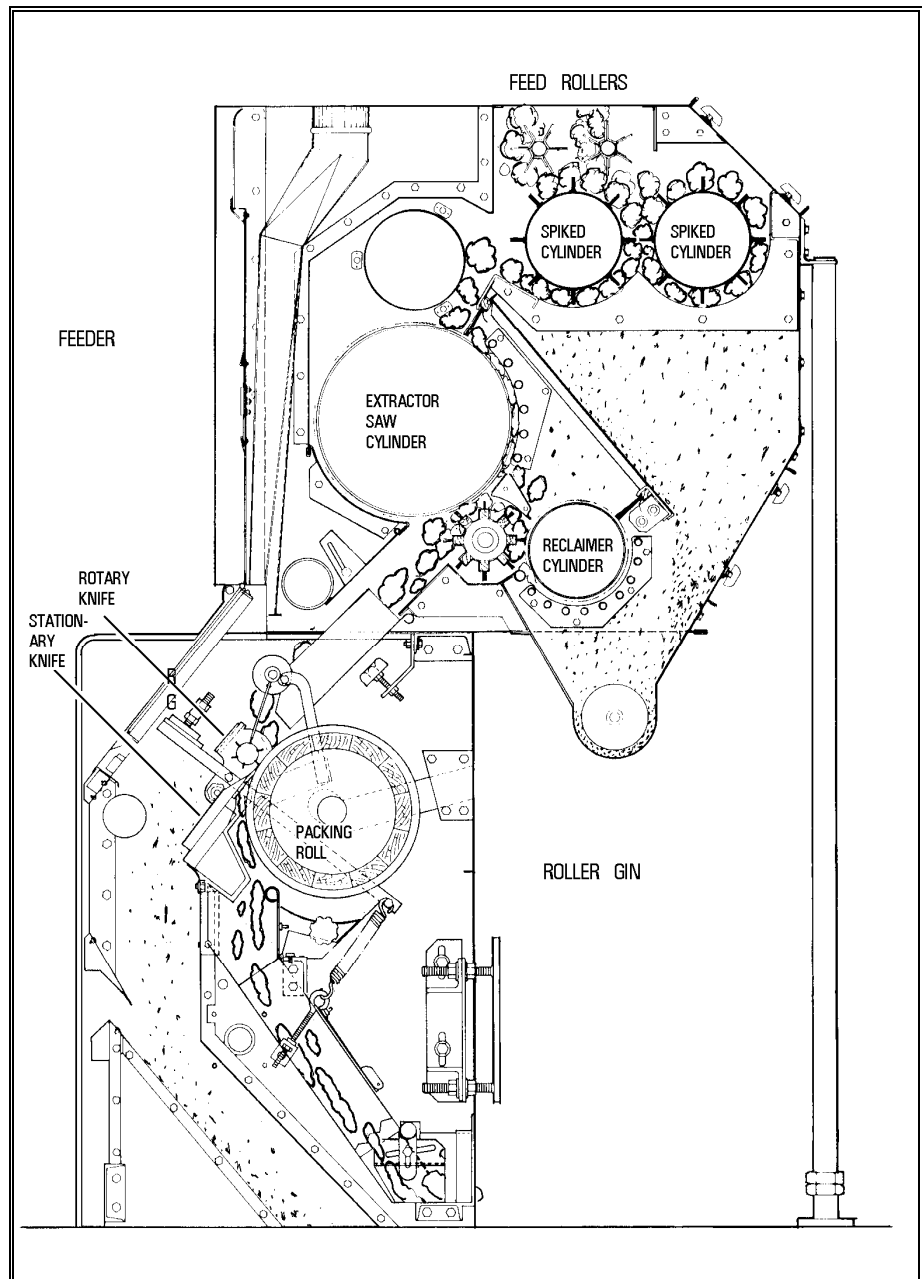 FEED ROLLERS
SPIKED
CYLINDER
SPIKED
CYLINDER
FEEDER
EXTRACTOR
SAW
CYLINDER
RECLAIMER
CYLINDER
ROTARY
KNIFE
STATION-
ARY
KNIFE
PACKING
ROLL
ROLLER GIN